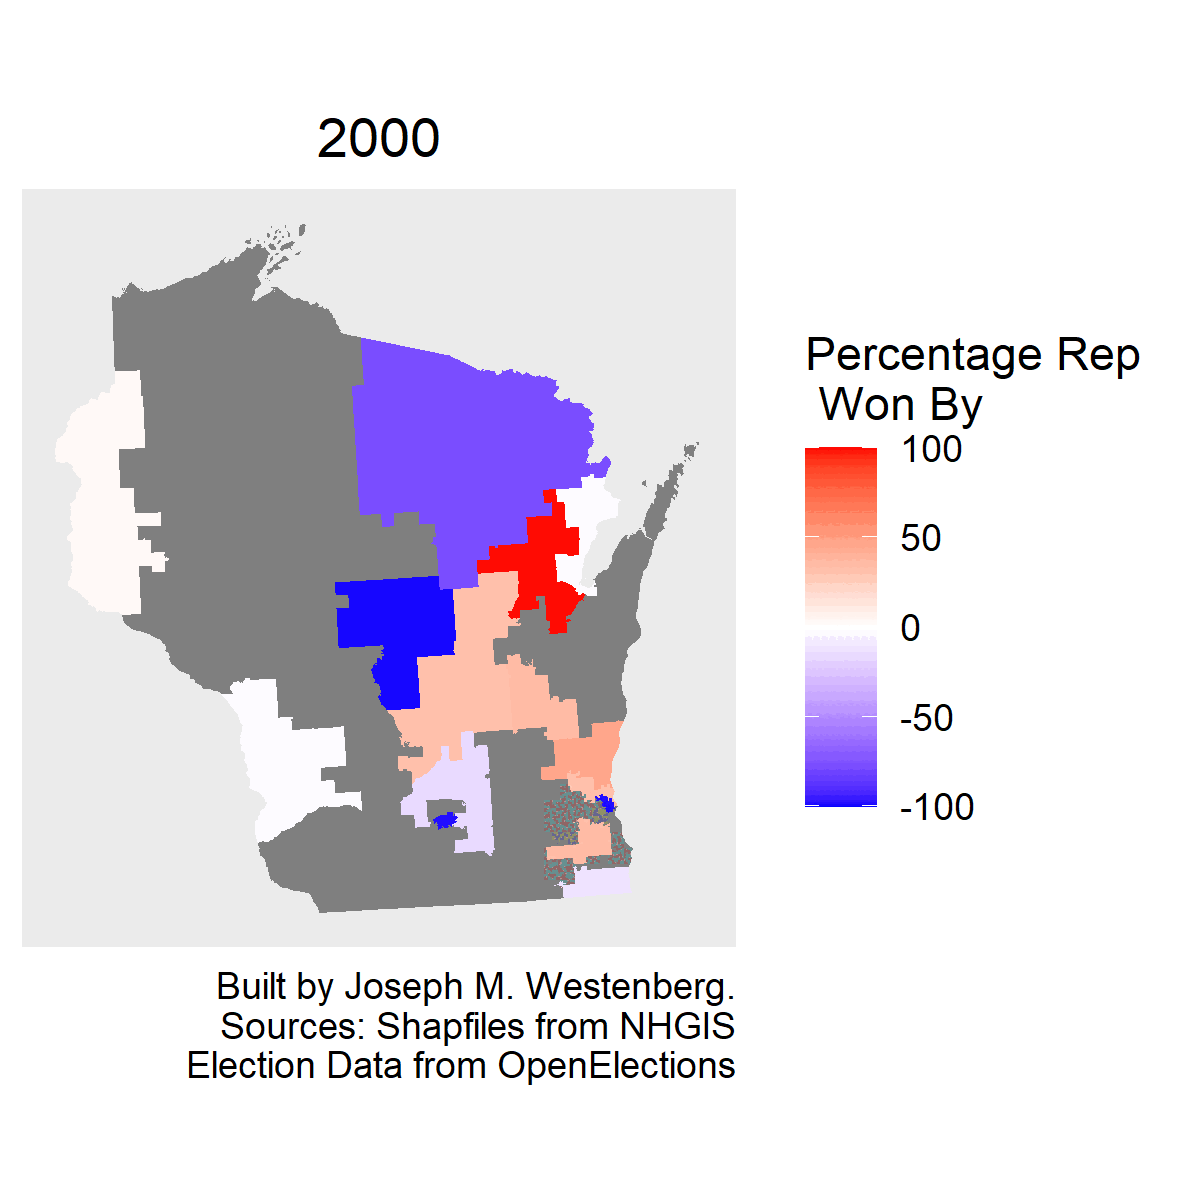 2000
Percentage Rep
Won By
100
50
0
-50
-100
Built by Joseph M. Westenberg.
Sources: Shapfiles from NHGIS
Election Data from OpenElections